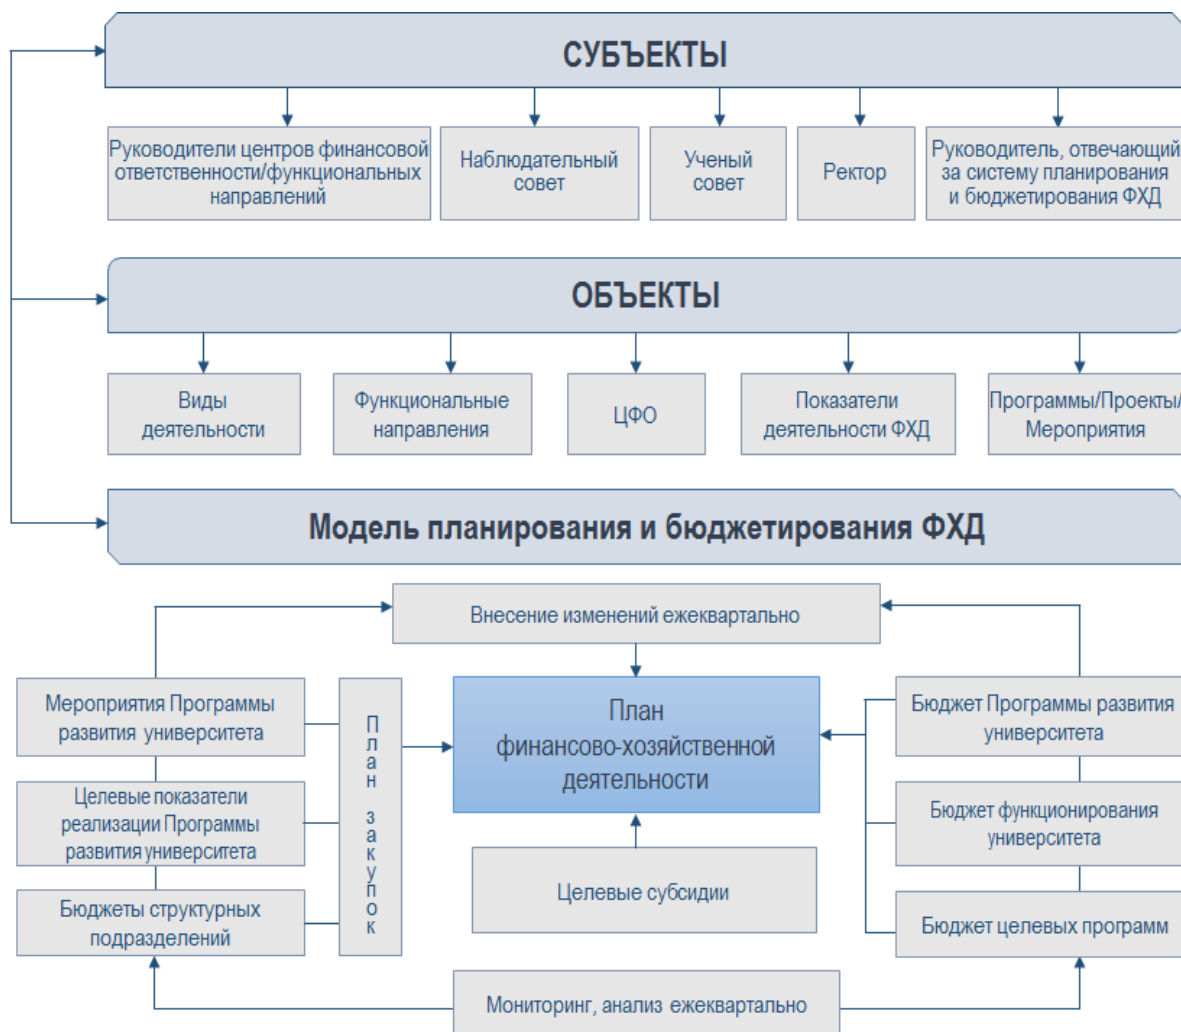 СУБЪЕКТЫ
Руководители центров финансовой
ответственности/функциональных
направлений
Наблюдательный
совет
Ученый
совет
Ректор
Руководитель, отвечающий
за систему планирования
и бюджетирования ФХД
ОБЪЕКТЫ
Виды
деятельности
Функциональные
направления
ЦФО
Показатели
деятельности ФХД
Программы/Проекты/
Мероприятия
Модель планирования и бюджетирования ФХД
Внесение изменений ежеквартально
Мероприятия Программы
развития университета
Целевые показатели
реализации Программы
развития университета
Бюджеты структурных
подразделений
План закупок
План
финансово-хозяйственной
деятельности
Целевые субсидии
Бюджет Программы развития
университета
Бюджет функционирования
университета
Бюджет целевых программ
Мониторинг, анализ ежеквартально